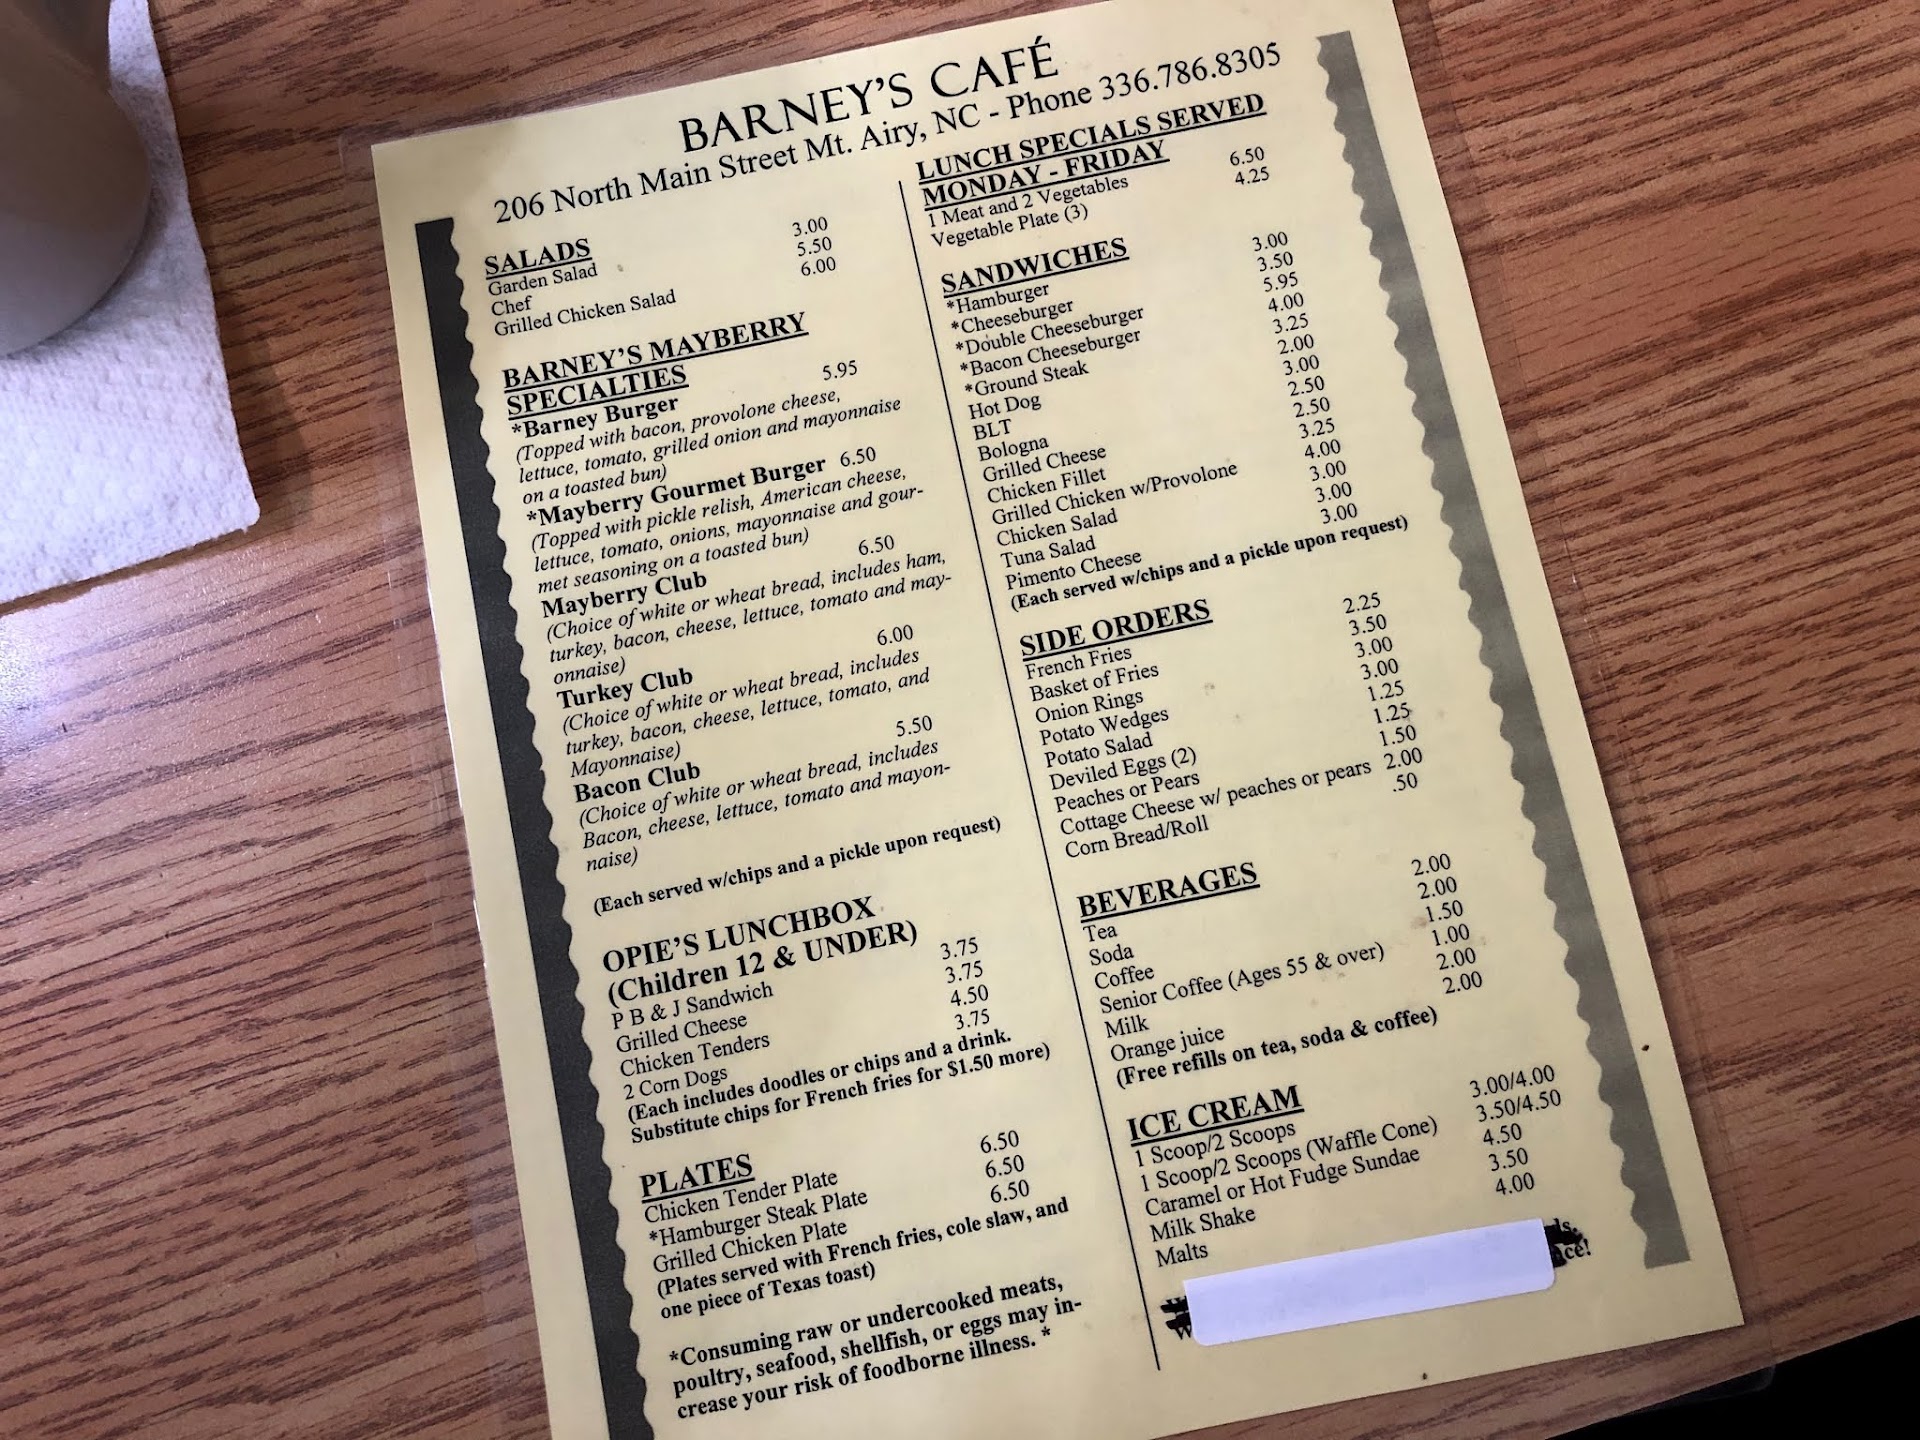 BARNEY'S CAFÉ
206 North Main Street Mt. Airy, NC - Phone 336.786.8305
SALADS
Garden Salad 3.00
Chef 5.50
Grilled Chicken Salad 6.00
BARNEY'S MAYBERRY
SPECIALTIES
*Barney Burger 5.95
(Topped with bacon, provolone cheese,
lettuce, tomato, grilled onion and mayonnaise
on a toasted bun)
*Mayberry Gourmet Burger 6.50
(Topped with pickle relish, American cheese,
lettuce, tomato, onions, mayonnaise and gour-
met seasoning on a toasted bun)
Mayberry Club 6.50
(Choice of white or wheat bread, includes ham,
turkey, bacon, cheese, lettuce, tomato and may-
onnaise)
Turkey Club 6.00
(Choice of white or wheat bread, includes
turkey, bacon, cheese, lettuce, tomato, and
Mayonnaise)
Bacon Club 5.50
(Choice of white or wheat bread, includes
Bacon, cheese, lettuce, tomato and mayon-
naise)
(Each served w/chips and a pickle upon request)
OPIE'S LUNCHBOX
(Children 12 & UNDER)
P B & J Sandwich 3.75
Grilled Cheese 3.75
Chicken Tenders 4.50
2 Corn Dogs 3.75
(Each includes doodles or chips and a drink.
Substitute chips for French fries for $1.50 more)
PLATES
Chicken Tender Plate 6.50
*Hamburger Steak Plate 6.50
Grilled Chicken Plate 6.50
(Plates served with French fries, cole slaw, and
one piece of Texas toast)
*Consuming raw or undercooked meats,
poultry, seafood, shellfish, or eggs may in-
crease your risk of foodborne illness. *
LUNCH SPECIALS SERVED
MONDAY - FRIDAY
1 Meat and 2 Vegetables 6.50
Vegetable Plate (3) 4.25
SANDWICHES
*Hamburger 3.00
*Cheeseburger 3.50
*Double Cheeseburger 5.95
*Bacon Cheeseburger 4.00
*Ground Steak 3.25
Hot Dog 2.00
BLT 3.00
Bologna 2.50
Grilled Cheese 2.50
Chicken Fillet 3.25
Grilled Chicken w/Provolone 4.00
Chicken Salad 3.00
Tuna Salad 3.00
Pimento Cheese 3.00
(Each served w/chips and a pickle upon request)
SIDE ORDERS
French Fries 2.25
Basket of Fries 3.50
Onion Rings 3.00
Potato Wedges 3.00
Potato Salad 1.25
Deviled Eggs (2) 1.25
Peaches or Pears 1.50
Cottage Cheese w/ peaches or pears 2.00
Corn Bread/Roll .50
BEVERAGES
Tea 2.00
Soda 2.00
Coffee 1.50
Senior Coffee (Ages 55 & over) 1.00
Milk 2.00
Orange juice 2.00
(Free refills on tea, soda & coffee)
ICE CREAM
1 Scoop/2 Scoops 3.00/4.00
1 Scoop/2 Scoops (Waffle Cone) 3.50/4.50
Caramel or Hot Fudge Sundae 4.50
Milk Shake 3.50
Malts 4.00